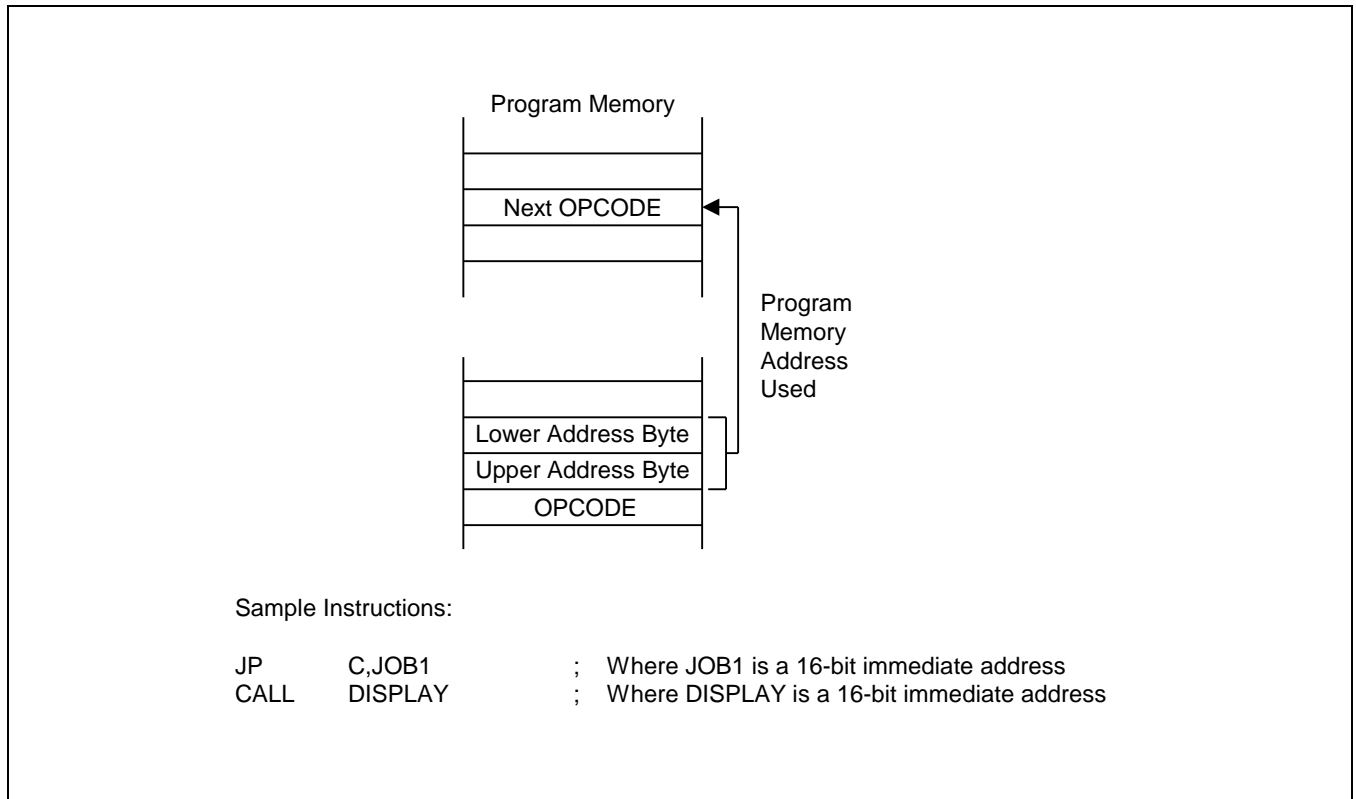 Program Memory
Next OPCODE
Program
Memory
Address
Used
Lower Address Byte
Upper Address Byte
OPCODE
Sample Instructions:
JP C,JOB1 ; Where JOB1 is a 16-bit immediate address
CALL DISPLAY ; Where DISPLAY is a 16-bit immediate address